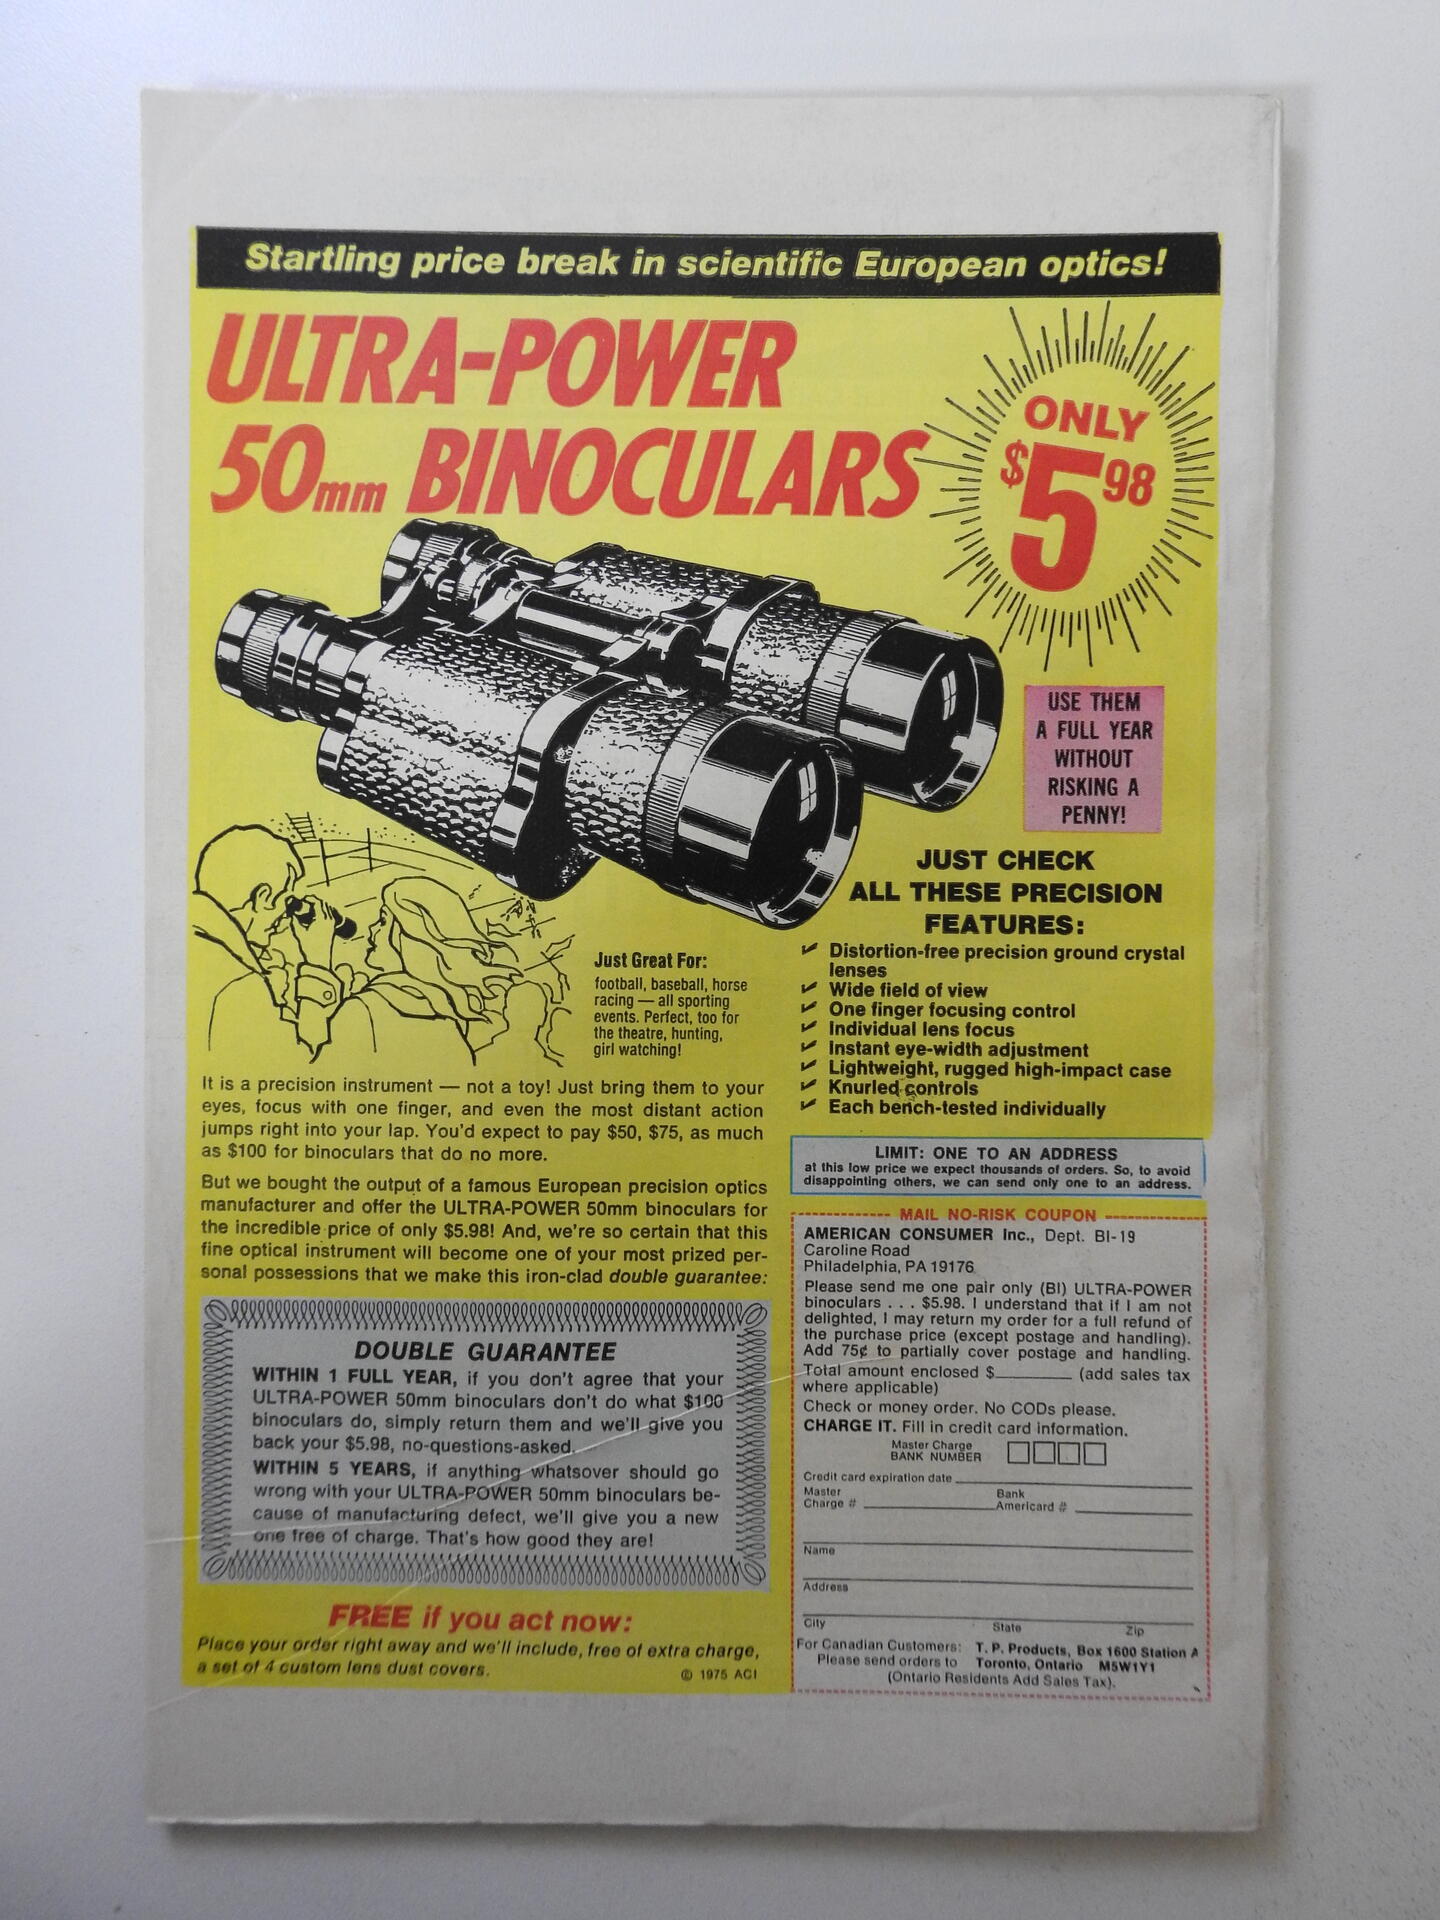 Startling price break in scientific European optics!
ULTRA-POWER
50mm BINOCULARS
ONLY
$5 98
USE THEM
A FULL YEAR
WITHOUT
RISKING A
PENNY!
JUST CHECK
ALL THESE PRECISION
FEATURES:
Distortion-free precision ground crystal
lenses
Wide field of view
One finger focusing control
Individual lens focus
Instant eye-width adjustment
Lightweight, rugged high-impact case
Knurled controls
Each bench-tested individually
Just Great For:
football, baseball, horse
racing — all sporting
events. Perfect, too for
the theatre, hunting,
girl watching!
It is a precision instrument — not a toy! Just bring them to your
eyes, focus with one finger, and even the most distant action
jumps right into your lap. You'd expect to pay $50, $75, as much
as $100 for binoculars that do no more.
But we bought the output of a famous European precision optics
manufacturer and offer the ULTRA-POWER 50mm binoculars for
the incredible price of only $5.98! And, we're so certain that this
fine optical instrument will become one of your most prized per-
sonal possessions that we make this iron-clad double guarantee:
DOUBLE GUARANTEE
WITHIN 1 FULL YEAR, if you don't agree that your
ULTRA-POWER 50mm binoculars don't do what $100
binoculars do, simply return them and we'll give you
back your $5.98, no-questions-asked.
WITHIN 5 YEARS, if anything whatsover should go
wrong with your ULTRA-POWER 50mm binoculars be-
cause of manufacturing defect, we'll give you a new
one free of charge. That's how good they are!
FREE if you act now:
Place your order right away and we'll include, free of extra charge,
a set of 4 custom lens dust covers.
© 1975 ACI
LIMIT: ONE TO AN ADDRESS
at this low price we expect thousands of orders. So, to avoid
disappointing others, we can send only one to an address.
MAIL NO-RISK COUPON
AMERICAN CONSUMER Inc., Dept. BI-19
Caroline Road
Philadelphia, PA 19176
Please send me one pair only (BI) ULTRA-POWER
binoculars . . . $5.98. I understand that if I am not
delighted, I may return my order for a full refund of
the purchase price (except postage and handling).
Add 75¢ to partially cover postage and handling.
Total amount enclosed $________ (add sales tax
where applicable)
Check or money order. No CODs please.
CHARGE IT. Fill in credit card information.
Master Charge
BANK NUMBER
Credit card expiration date
Master Bank
Charge # Americard #
Name
Address
City State Zip
For Canadian Customers: T. P. Products, Box 1600 Station A
Please send orders to Toronto, Ontario M5W1Y1
(Ontario Residents Add Sales Tax).